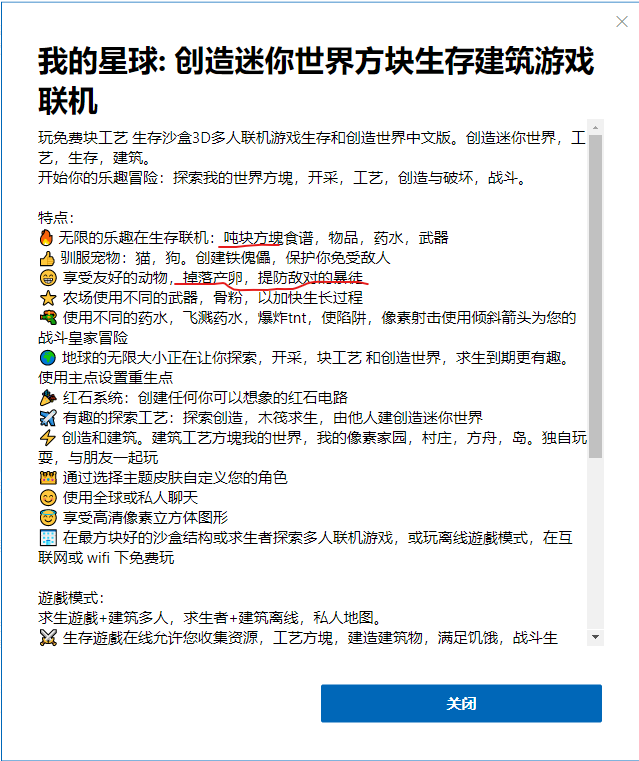 我的星球: 创造迷你世界方块生存建筑游戏
联机
玩免费块工艺 生存沙盒3D多人联机游戏生存和创造世界中文版。创造迷你世界，工
艺，生存，建筑。
开始你的乐趣冒险：探索我的世界方塊，开采，工艺，创造与破坏，战斗。
特点：
🔥 无限的乐趣在生存联机：吨块方塊食谱，物品，药水，武器
👍 驯服宠物：猫，狗。创建铁傀儡，保护你免受敌人
😁 享受友好的动物，掉落产卵，提防敌对的暴徒
⭐ 农场使用不同的武器，骨粉，以加快生长过程
🔫 使用不同的药水，飞溅药水，爆炸tnt，使陷阱，像素射击使用倾斜箭头为您的
战斗皇家冒险
🌎 地球的无限大小正在让你探索，开采，块工艺 和创造世界，求生到期更有趣。
使用主点设置重生点
🎉 红石系统：创建任何你可以想象的红石电路
✈️ 有趣的探索工艺：探索创造，木筏求生，由他人建创造迷你世界
⚡ 创造和建筑。建筑工艺方塊我的世界，我的像素家园，村庄，方舟，岛。独自玩
耍，与朋友一起玩
👑 通过选择主题皮肤自定义您的角色
😊 使用全球或私人聊天
😇 享受高清像素立方体图形
🏢 在最方块好的沙盒结构或求生者探索多人联机游戏，或玩离线遊戲模式，在互
联网或 wifi 下免费玩
遊戲模式：
求生遊戲+建筑多人，求生者+建筑离线，私人地图。
⚔️ 生存遊戲在线允许您收集资源，工艺方塊，建造建筑物，满足饥饿，战斗生
关闭